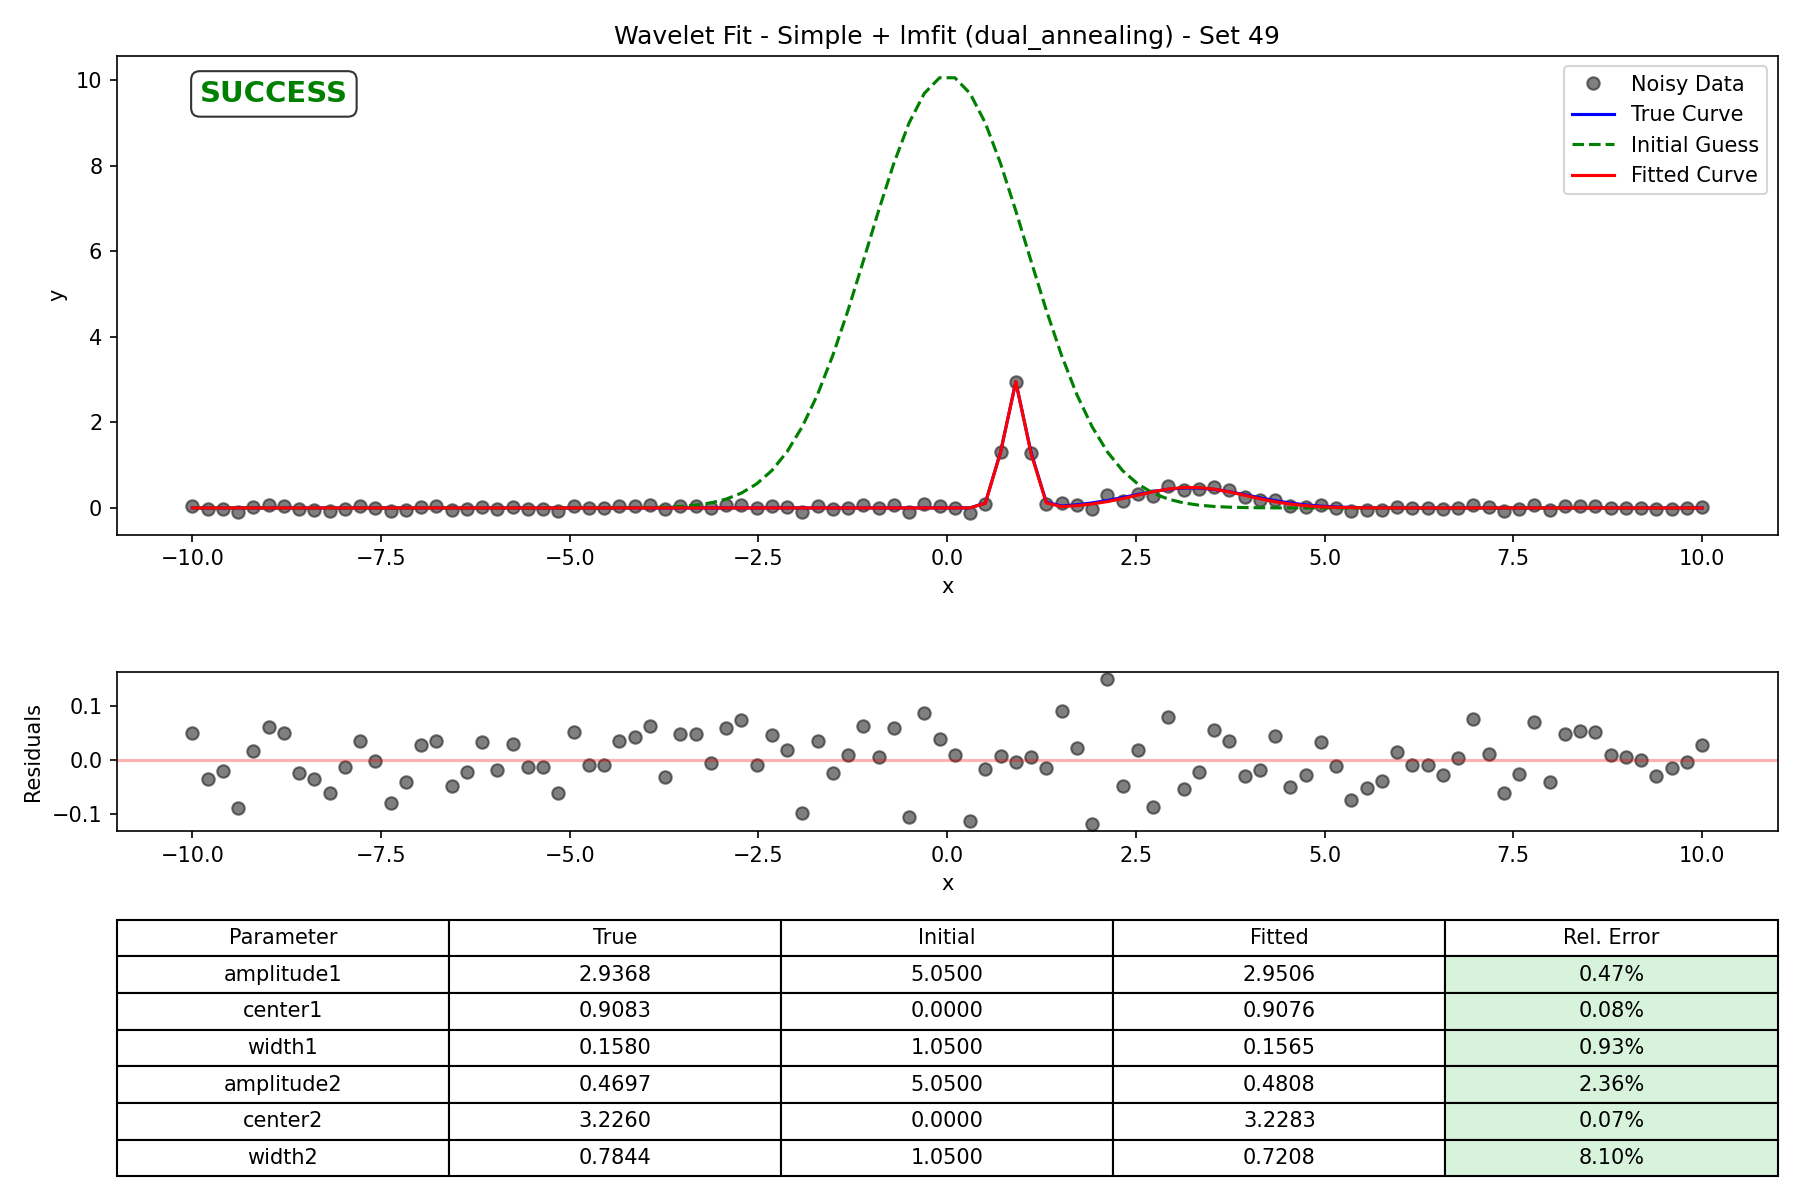 Wavelet Fit - Simple + lmfit (dual_annealing) - Set 49
SUCCESS
Noisy Data
True Curve
Initial Guess
Fitted Curve
y
10
8
6
4
2
0
−10.0 −7.5 −5.0 −2.5 0.0 2.5 5.0 7.5 10.0
x
Residuals
0.1
0.0
−0.1
−10.0 −7.5 −5.0 −2.5 0.0 2.5 5.0 7.5 10.0
x
Parameter True Initial Fitted Rel. Error
amplitude1 2.9368 5.0500 2.9506 0.47%
center1 0.9083 0.0000 0.9076 0.08%
width1 0.1580 1.0500 0.1565 0.93%
amplitude2 0.4697 5.0500 0.4808 2.36%
center2 3.2260 0.0000 3.2283 0.07%
width2 0.7844 1.0500 0.7208 8.10%